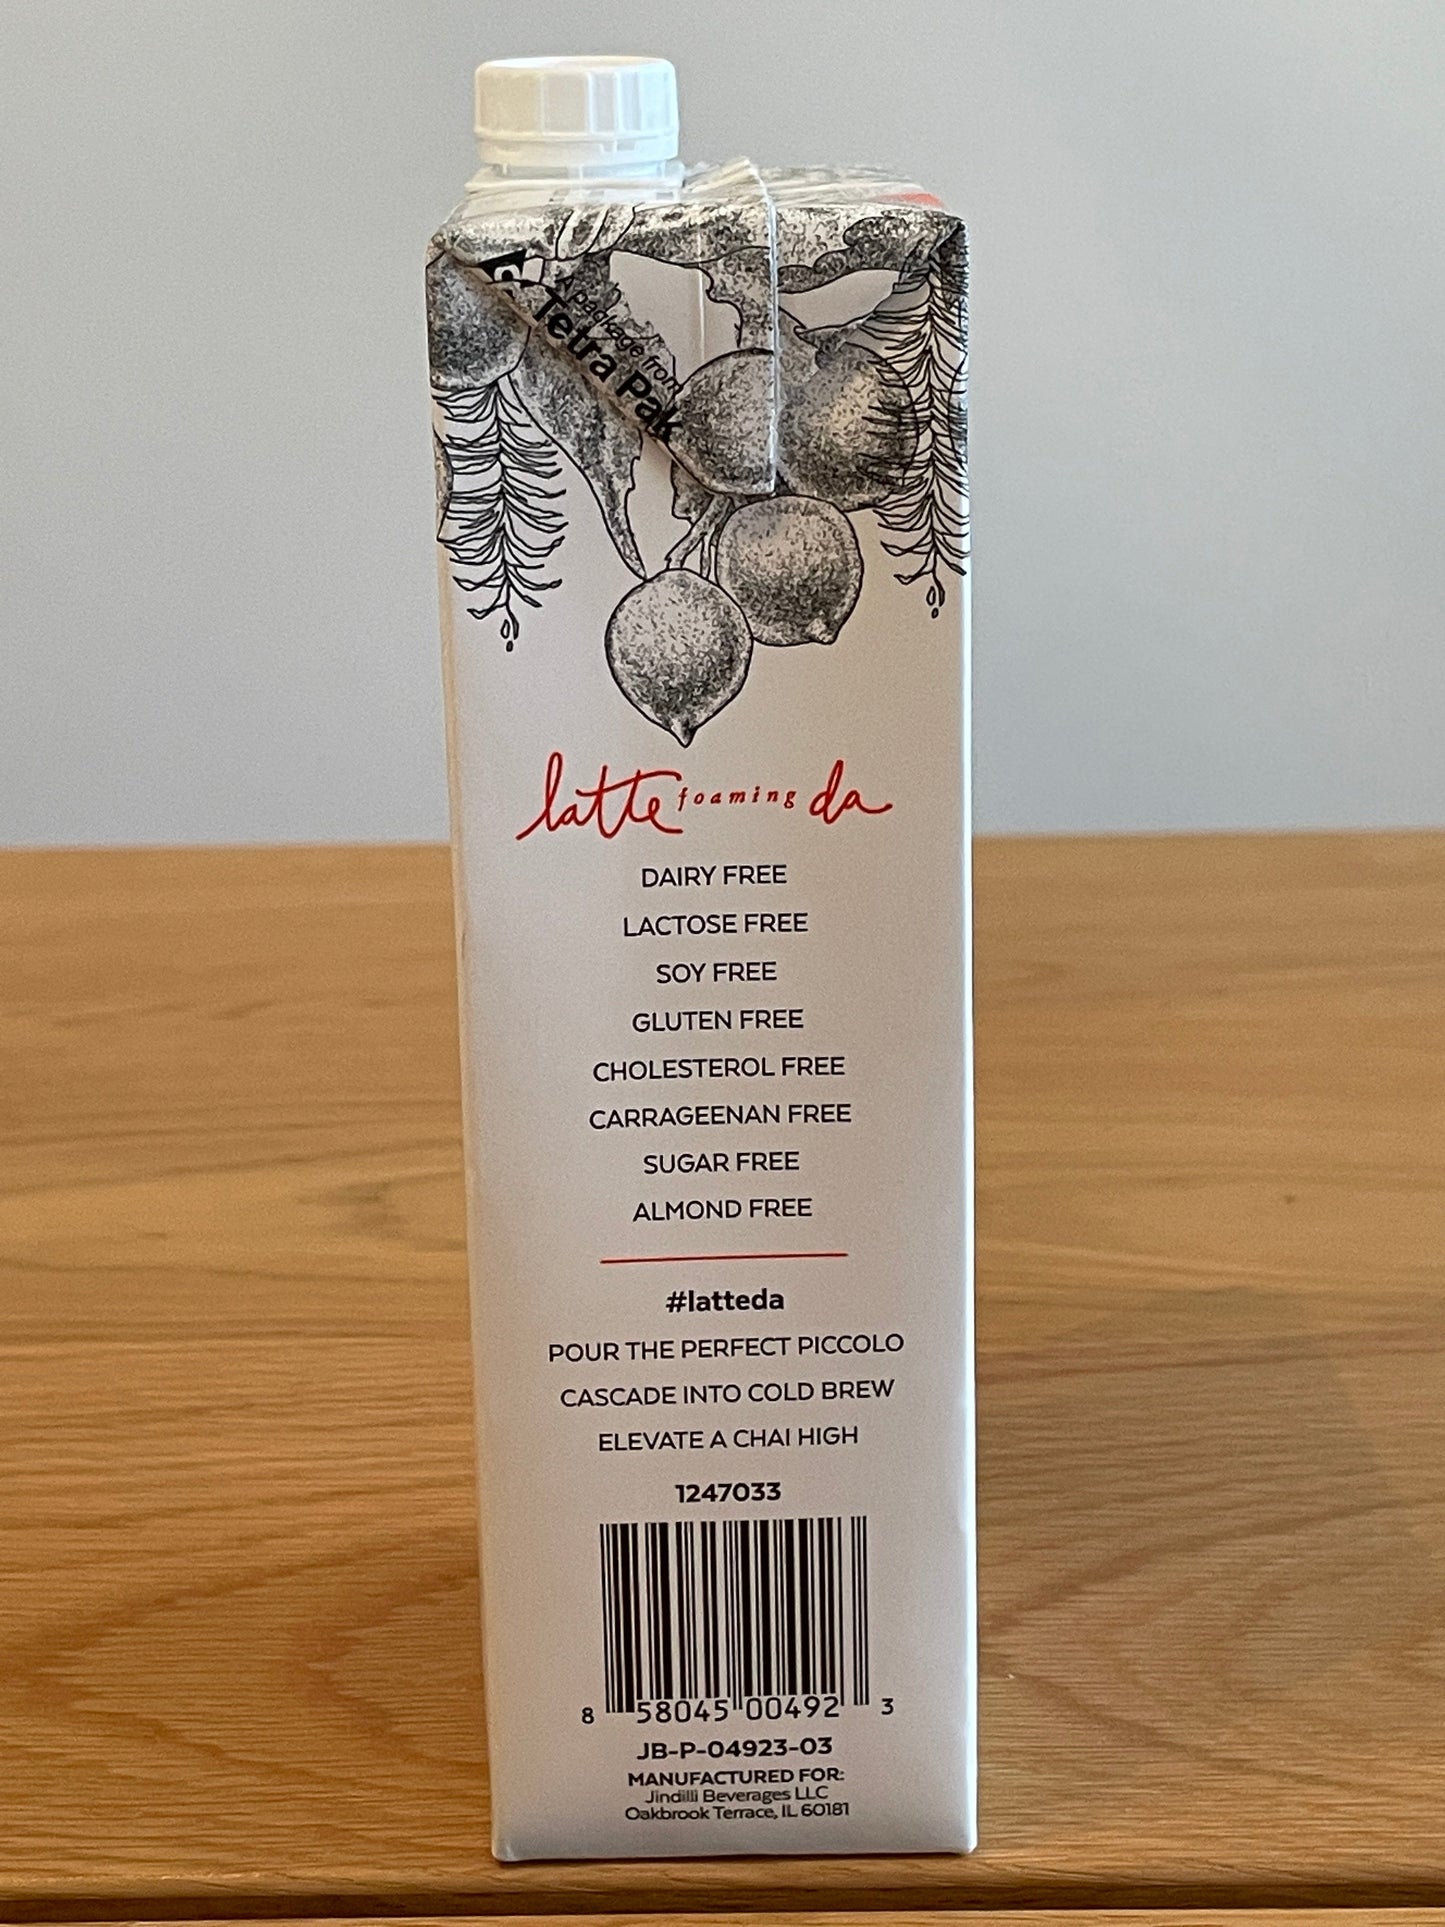 A package from
Tetra Pak
latte foaming da
DAIRY FREE
LACTOSE FREE
SOY FREE
GLUTEN FREE
CHOLESTEROL FREE
CARRAGEENAN FREE
SUGAR FREE
ALMOND FREE
#latteda
POUR THE PERFECT PICCOLO
CASCADE INTO COLD BREW
ELEVATE A CHAI HIGH
1247033
8 58045 00492 3
JB-P-04923-03
MANUFACTURED FOR:
Jindilli Beverages LLC
Oakbrook Terrace, IL 60181